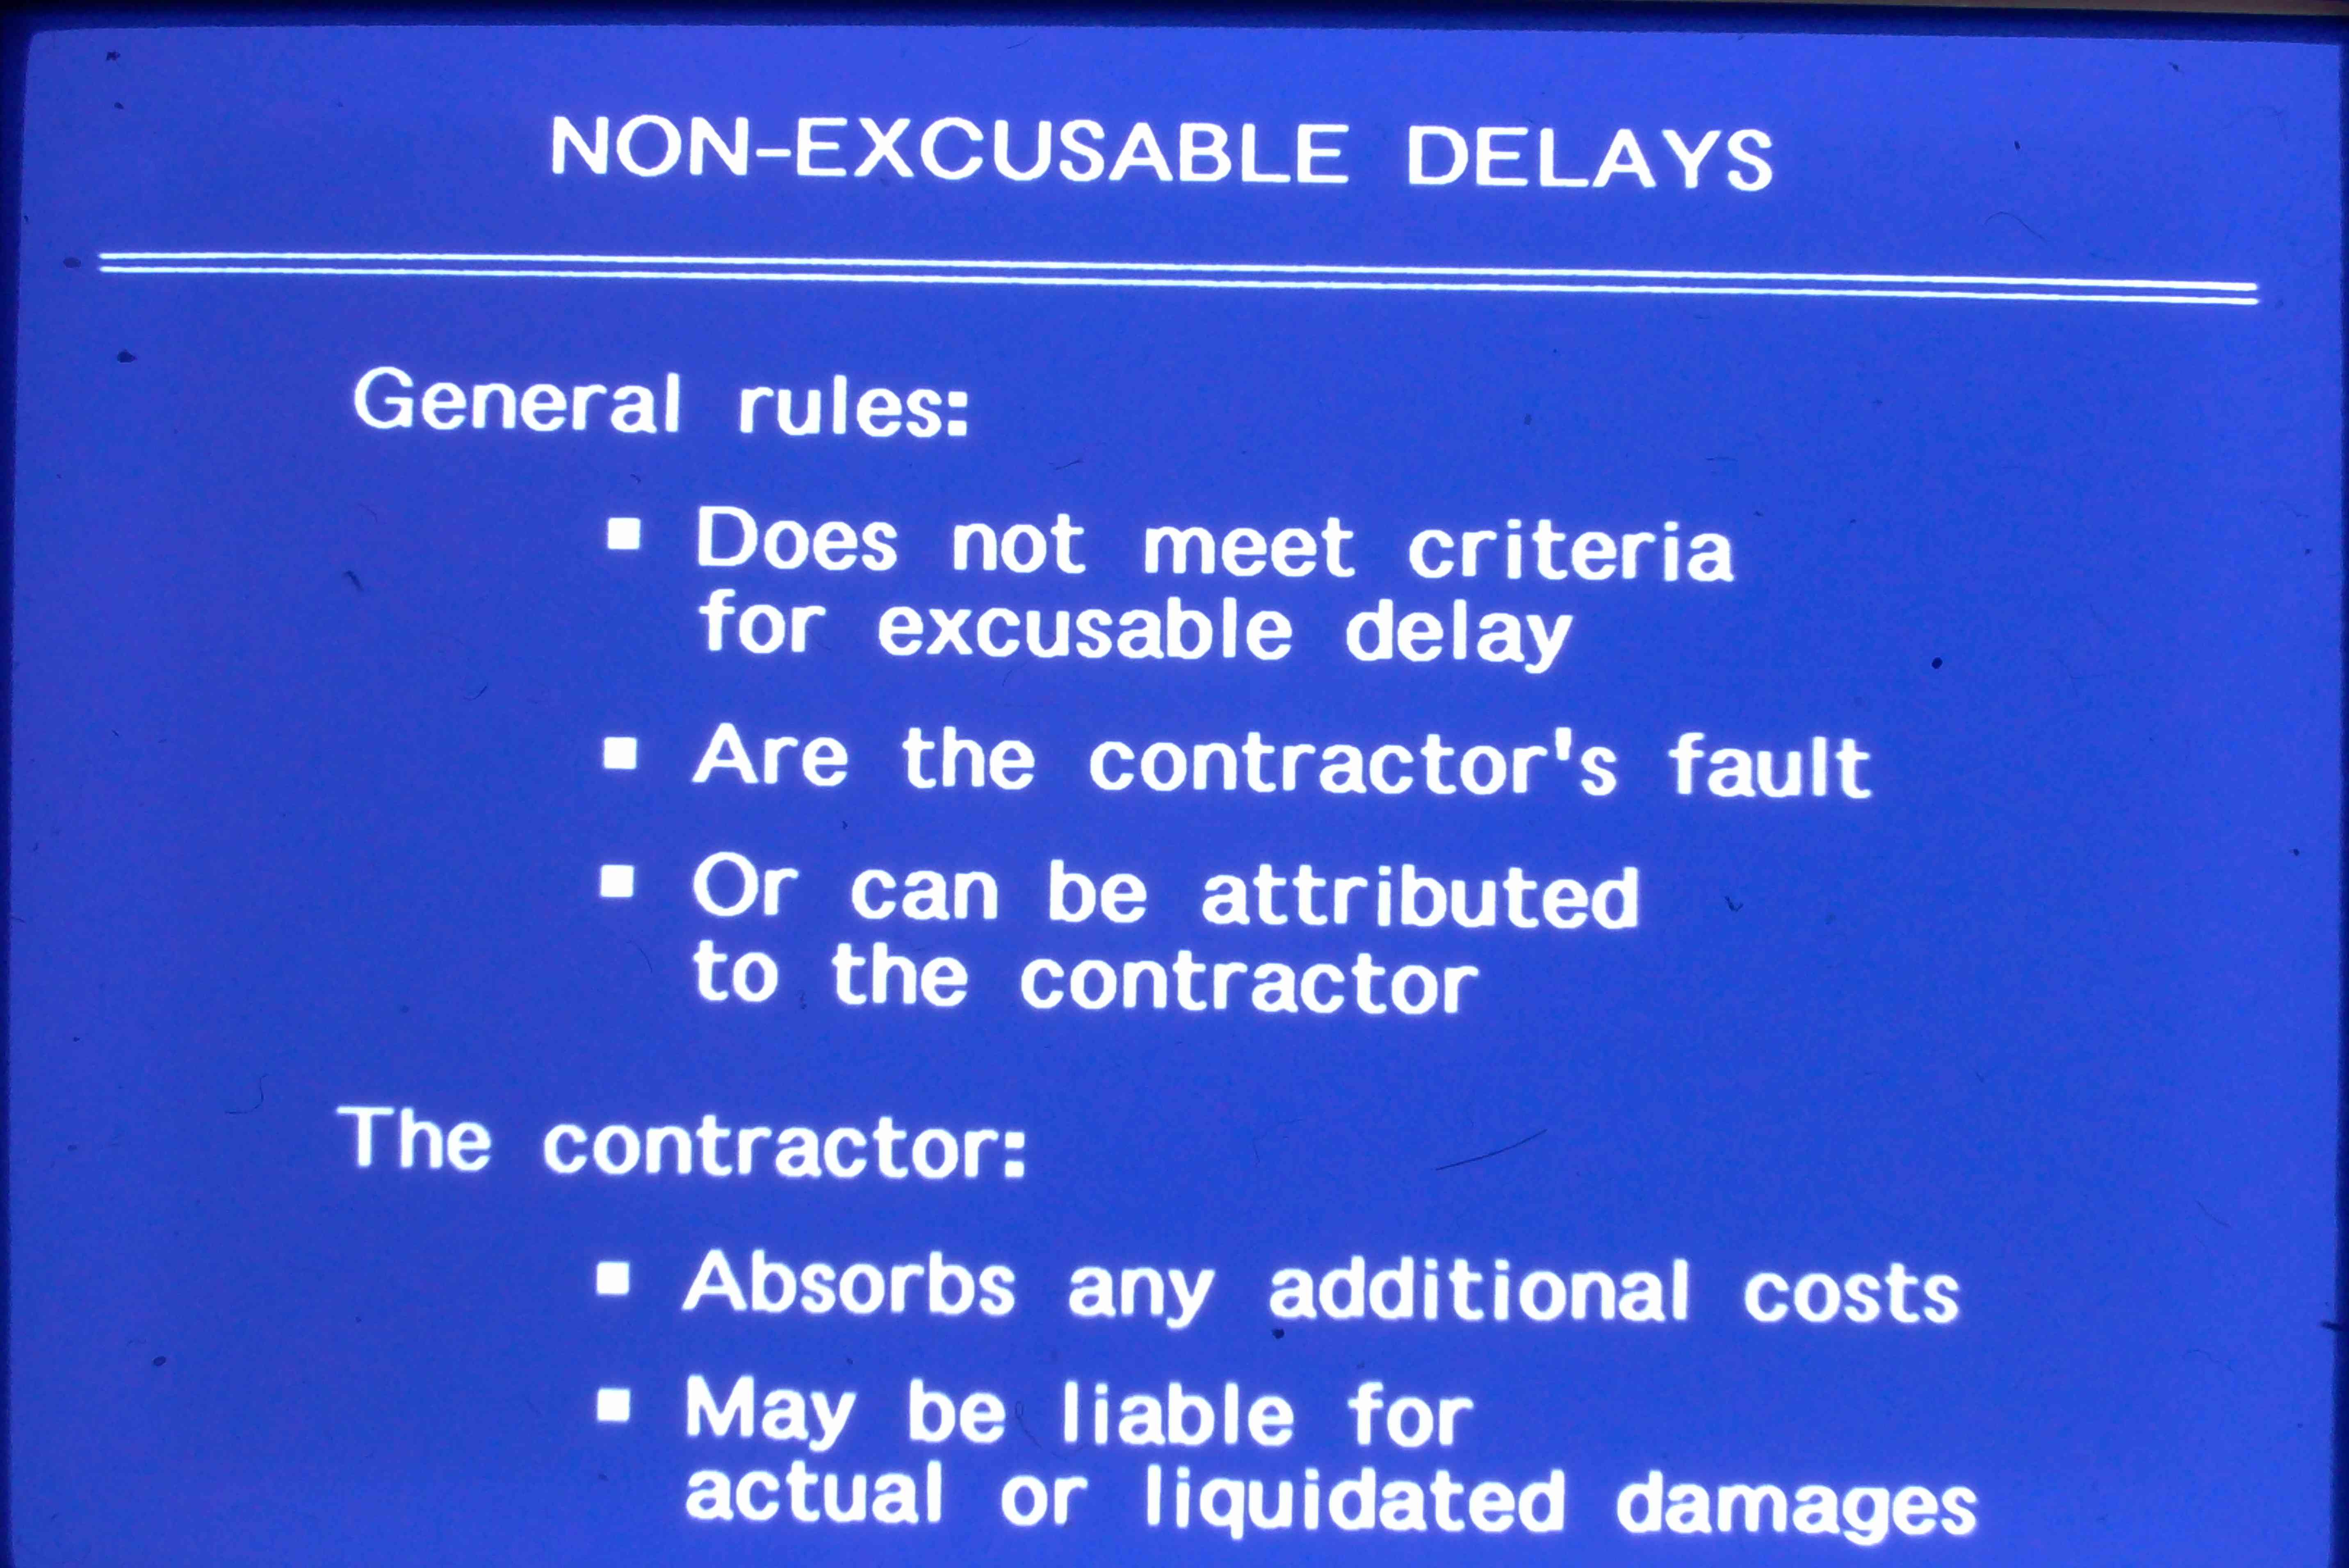 NON-EXCUSABLE DELAYS
General rules:
▪ Does not meet criteria
for excusable delay
▪ Are the contractor's fault
▪ Or can be attributed
to the contractor
The contractor:
▪ Absorbs any additional costs
▪ May be liable for
actual or liquidated damages